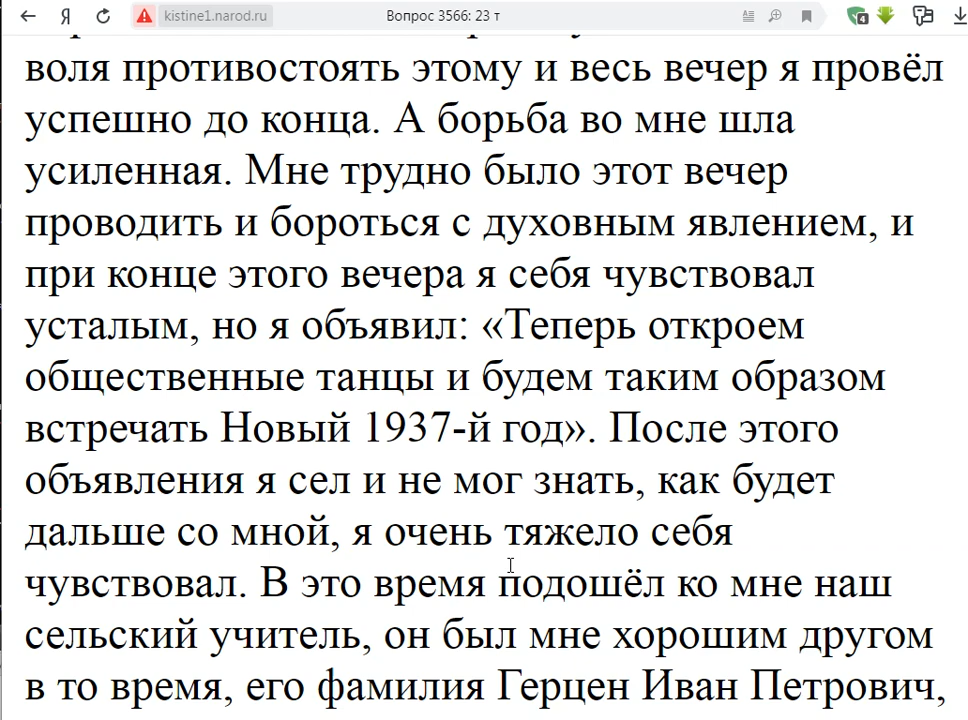 Я
kistine1.narod.ru
Вопрос 3566: 23 т
4
воля противостоять этому и весь вечер я провёл
успешно до конца. А борьба во мне шла
усиленная. Мне трудно было этот вечер
проводить и бороться с духовным явлением, и
при конце этого вечера я себя чувствовал
усталым, но я объявил: «Теперь откроем
общественные танцы и будем таким образом
встречать Новый 1937-й год». После этого
объявления я сел и не мог знать, как будет
дальше со мной, я очень тяжело себя
чувствовал. В это время подошёл ко мне наш
сельский учитель, он был мне хорошим другом
в то время, его фамилия Герцен Иван Петрович,